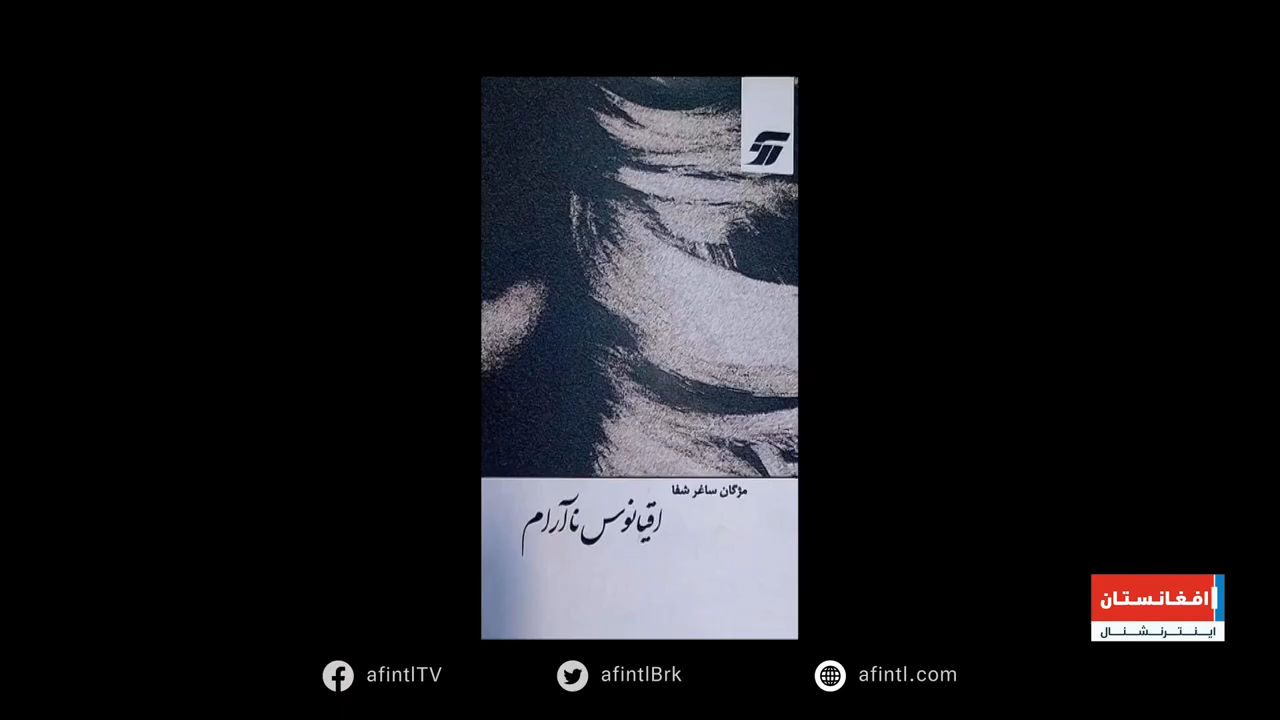 مژگان ساغر شفا
اقیانوس ناآرام
افغانستان
اینترنشنال
afintlTV
afintlBrk
afintl.com